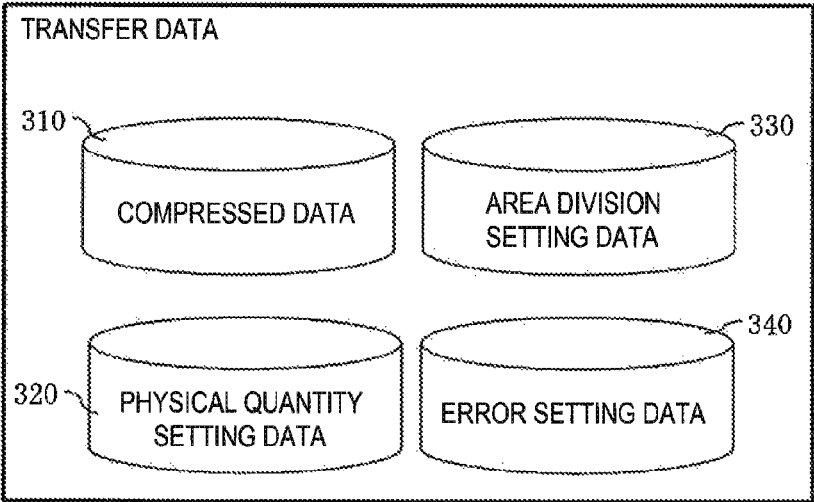 TRANSFER DATA
310
COMPRESSED DATA
330
AREA DIVISION
SETTING DATA
320
PHYSICAL QUANTITY
SETTING DATA
340
ERROR SETTING DATA